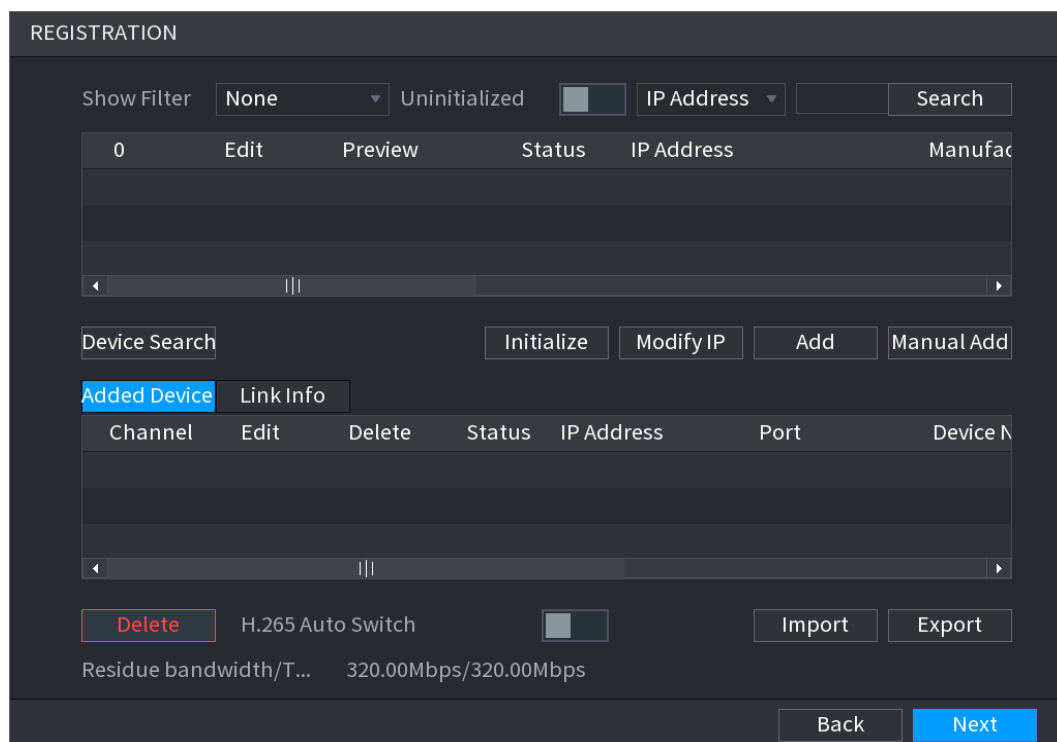 REGISTRATION
Show Filter None Uninitialized IP Address Search
0 Edit Preview Status IP Address Manufac
Device Search Initialize Modify IP Add Manual Add
Added Device Link Info
Channel Edit Delete Status IP Address Port Device N
Delete H.265 Auto Switch Import Export
Residue bandwidth/T... 320.00Mbps/320.00Mbps
Back Next